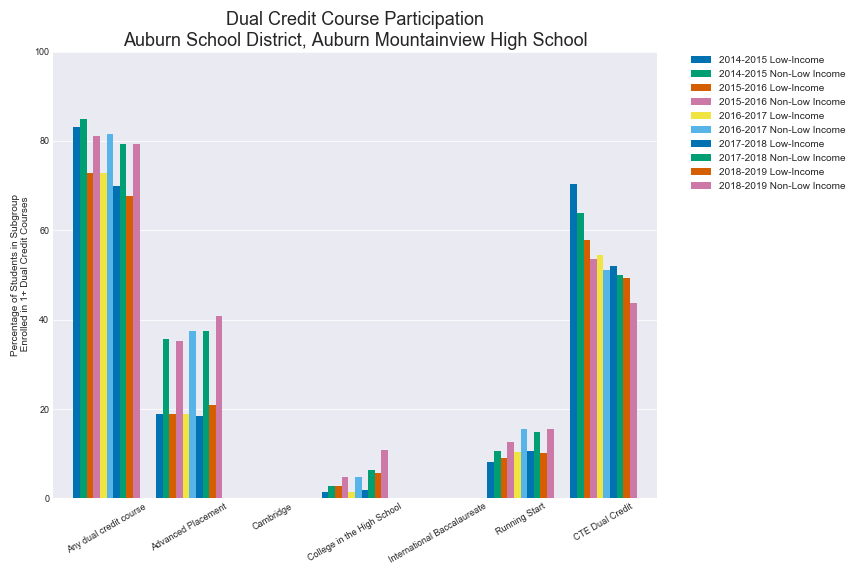 Dual Credit Course Participation
Auburn School District, Auburn Mountainview High School
Percentage of Students in Subgroup
Enrolled in 1+ Dual Credit Courses
100
80
60
40
20
0
Any dual credit course
Advanced Placement
Cambridge
College in the High School
International Baccalaureate
Running Start
CTE Dual Credit
2014-2015 Low-Income
2014-2015 Non-Low Income
2015-2016 Low-Income
2015-2016 Non-Low Income
2016-2017 Low-Income
2016-2017 Non-Low Income
2017-2018 Low-Income
2017-2018 Non-Low Income
2018-2019 Low-Income
2018-2019 Non-Low Income